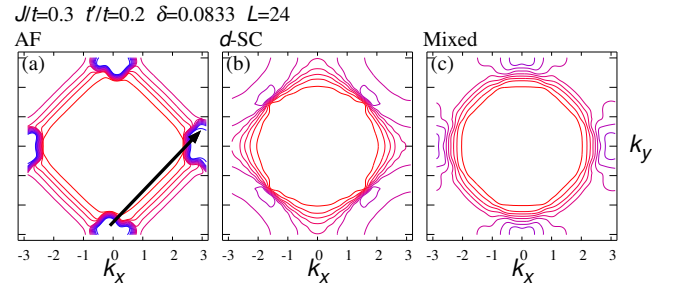 J/t=0.3 t'/t=0.2 δ=0.0833 L=24
AF d-SC Mixed
(a) (b) (c)
k_y
-3 -2 -1 0 1 2 3 -3 -2 -1 0 1 2 3 -3 -2 -1 0 1 2 3
k_x k_x k_x